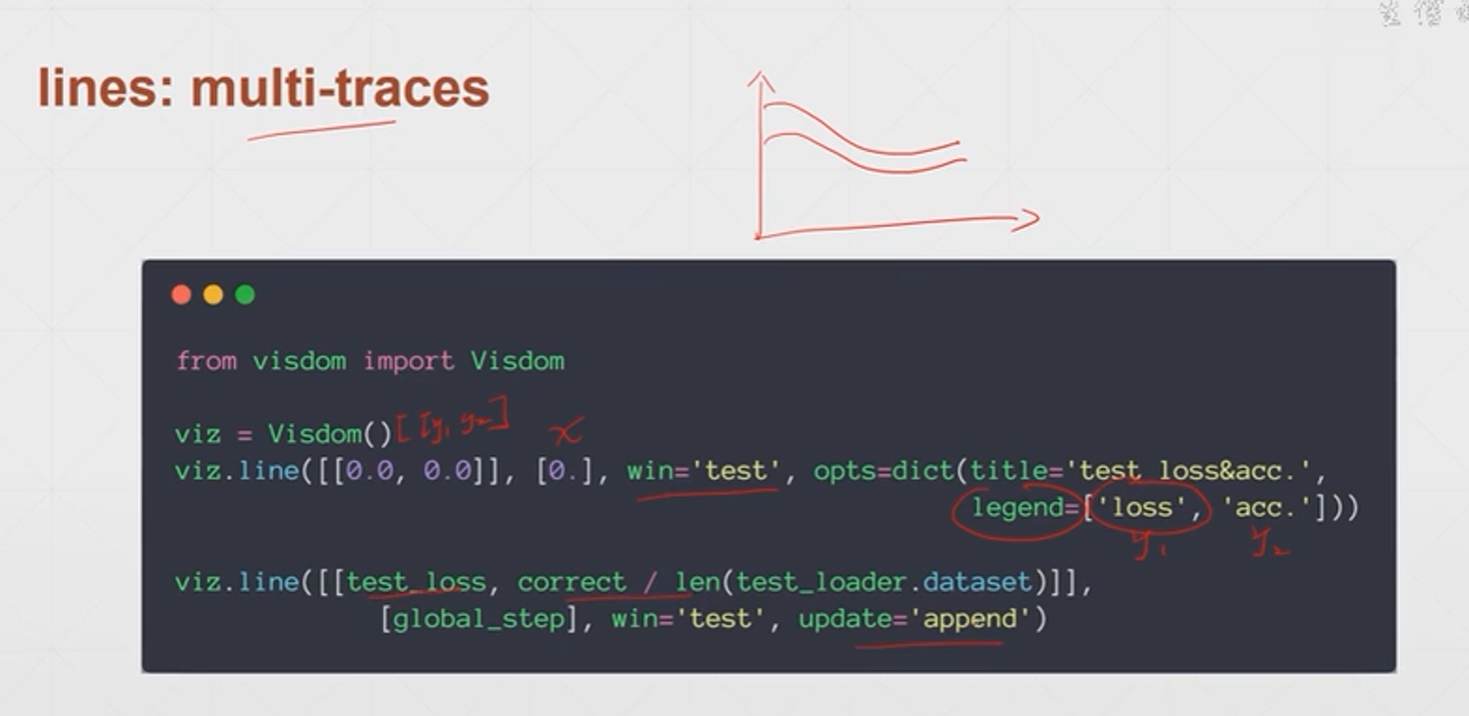 lines: multi-traces
from visdom import Visdom
[[y₁ y₂]
x
viz = Visdom()
viz.line([[0.0, 0.0]], [0.], win='test', opts=dict(title='test loss&acc.',
legend=['loss', 'acc.']))
y₁ y₂
viz.line([[test_loss, correct / len(test_loader.dataset)]],
[global_step], win='test', update='append')